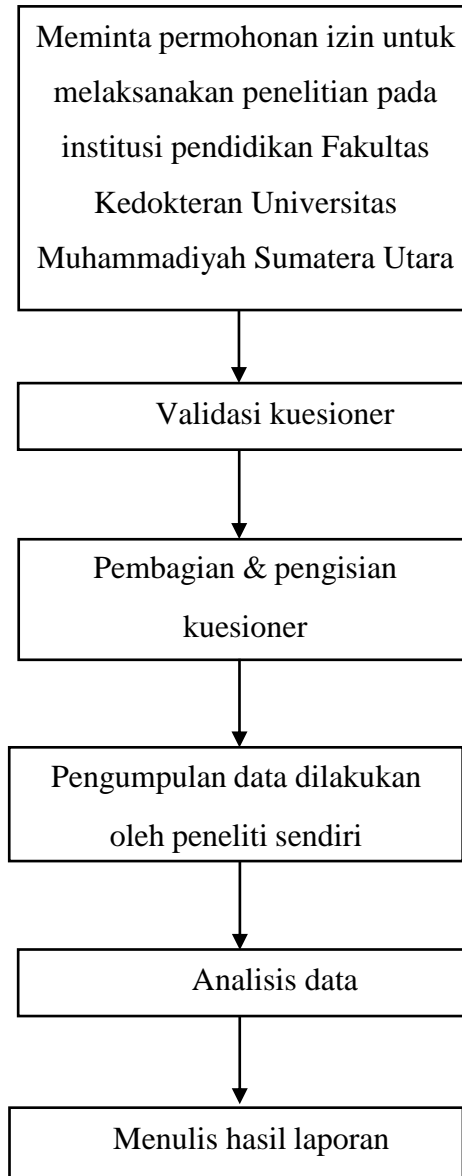 Meminta permohonan izin untuk
melaksanakan penelitian pada
institusi pendidikan Fakultas
Kedokteran Universitas
Muhammadiyah Sumatera Utara
Validasi kuesioner
Pembagian & pengisian
kuesioner
Pengumpulan data dilakukan
oleh peneliti sendiri
Analisis data
Menulis hasil laporan